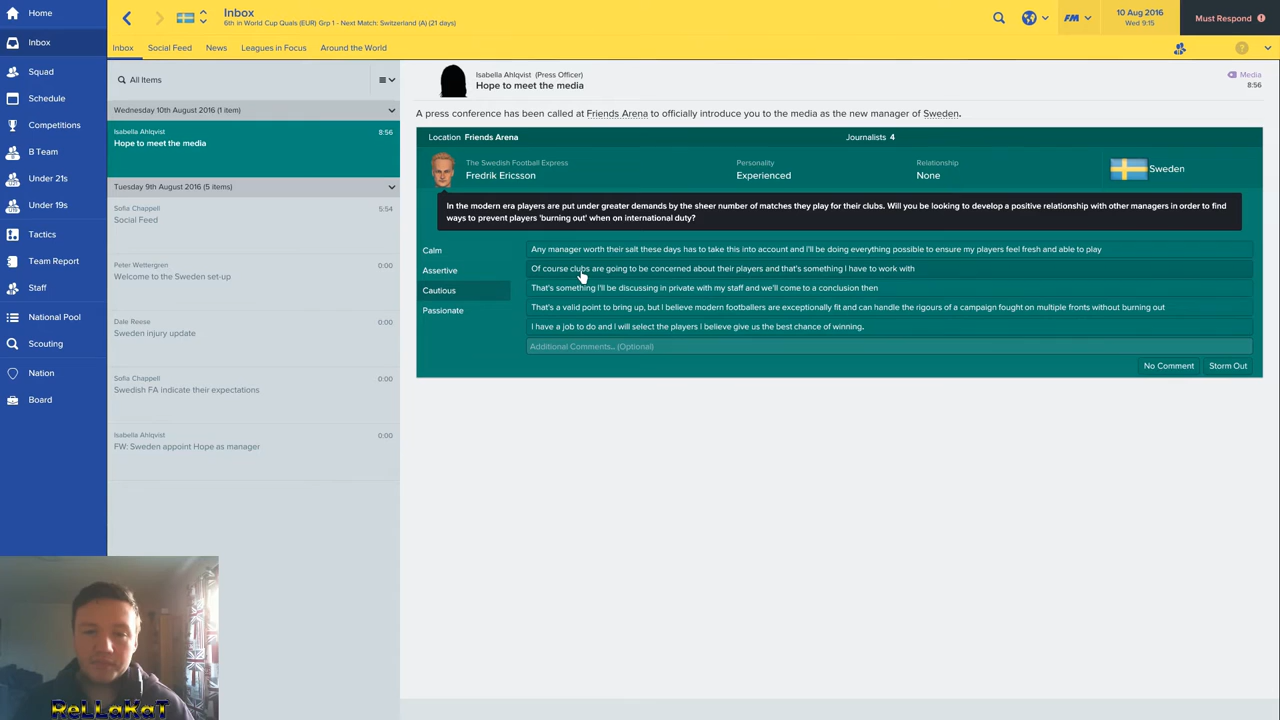 Home
Inbox
Squad
Schedule
Competitions
B Team
Under 21s
Under 19s
Tactics
Team Report
Staff
National Pool
Scouting
Nation
Board
Inbox
6th in World Cup Quals (EUR) Grp 1 - Next Match: Switzerland (A) (21 days)
FM
10 Aug 2016
Wed 9:15
Must Respond
Inbox
Social Feed
News
Leagues in Focus
Around the World
All Items
Wednesday 10th August 2016 (1 item)
Isabella Ahlqvist 8:56
Hope to meet the media
Tuesday 9th August 2016 (5 items)
Sofia Chappell 5:54
Social Feed
Peter Wettergren 0:00
Welcome to the Sweden set-up
Dale Reese 0:00
Sweden injury update
Sofia Chappell 0:00
Swedish FA indicate their expectations
Isabella Ahlqvist 0:00
FW: Sweden appoint Hope as manager
Isabella Ahlqvist (Press Officer)
Hope to meet the media
Media
8:56
A press conference has been called at Friends Arena to officially introduce you to the media as the new manager of Sweden.
Location Friends Arena
Journalists 4
The Swedish Football Express
Fredrik Ericsson
Personality
Experienced
Relationship
None
Sweden
In the modern era players are put under greater demands by the sheer number of matches they play for their clubs. Will you be looking to develop a positive relationship with other managers in order to find
ways to prevent players 'burning out' when on international duty?
Calm
Assertive
Cautious
Passionate
Any manager worth their salt these days has to take this into account and I'll be doing everything possible to ensure my players feel fresh and able to play
Of course clubs are going to be concerned about their players and that's something I have to work with
That's something I'll be discussing in private with my staff and we'll come to a conclusion then
That's a valid point to bring up, but I believe modern footballers are exceptionally fit and can handle the rigours of a campaign fought on multiple fronts without burning out
I have a job to do and I will select the players I believe give us the best chance of winning.
Additional Comments... (Optional)
No Comment
Storm Out
ReLLaKaT